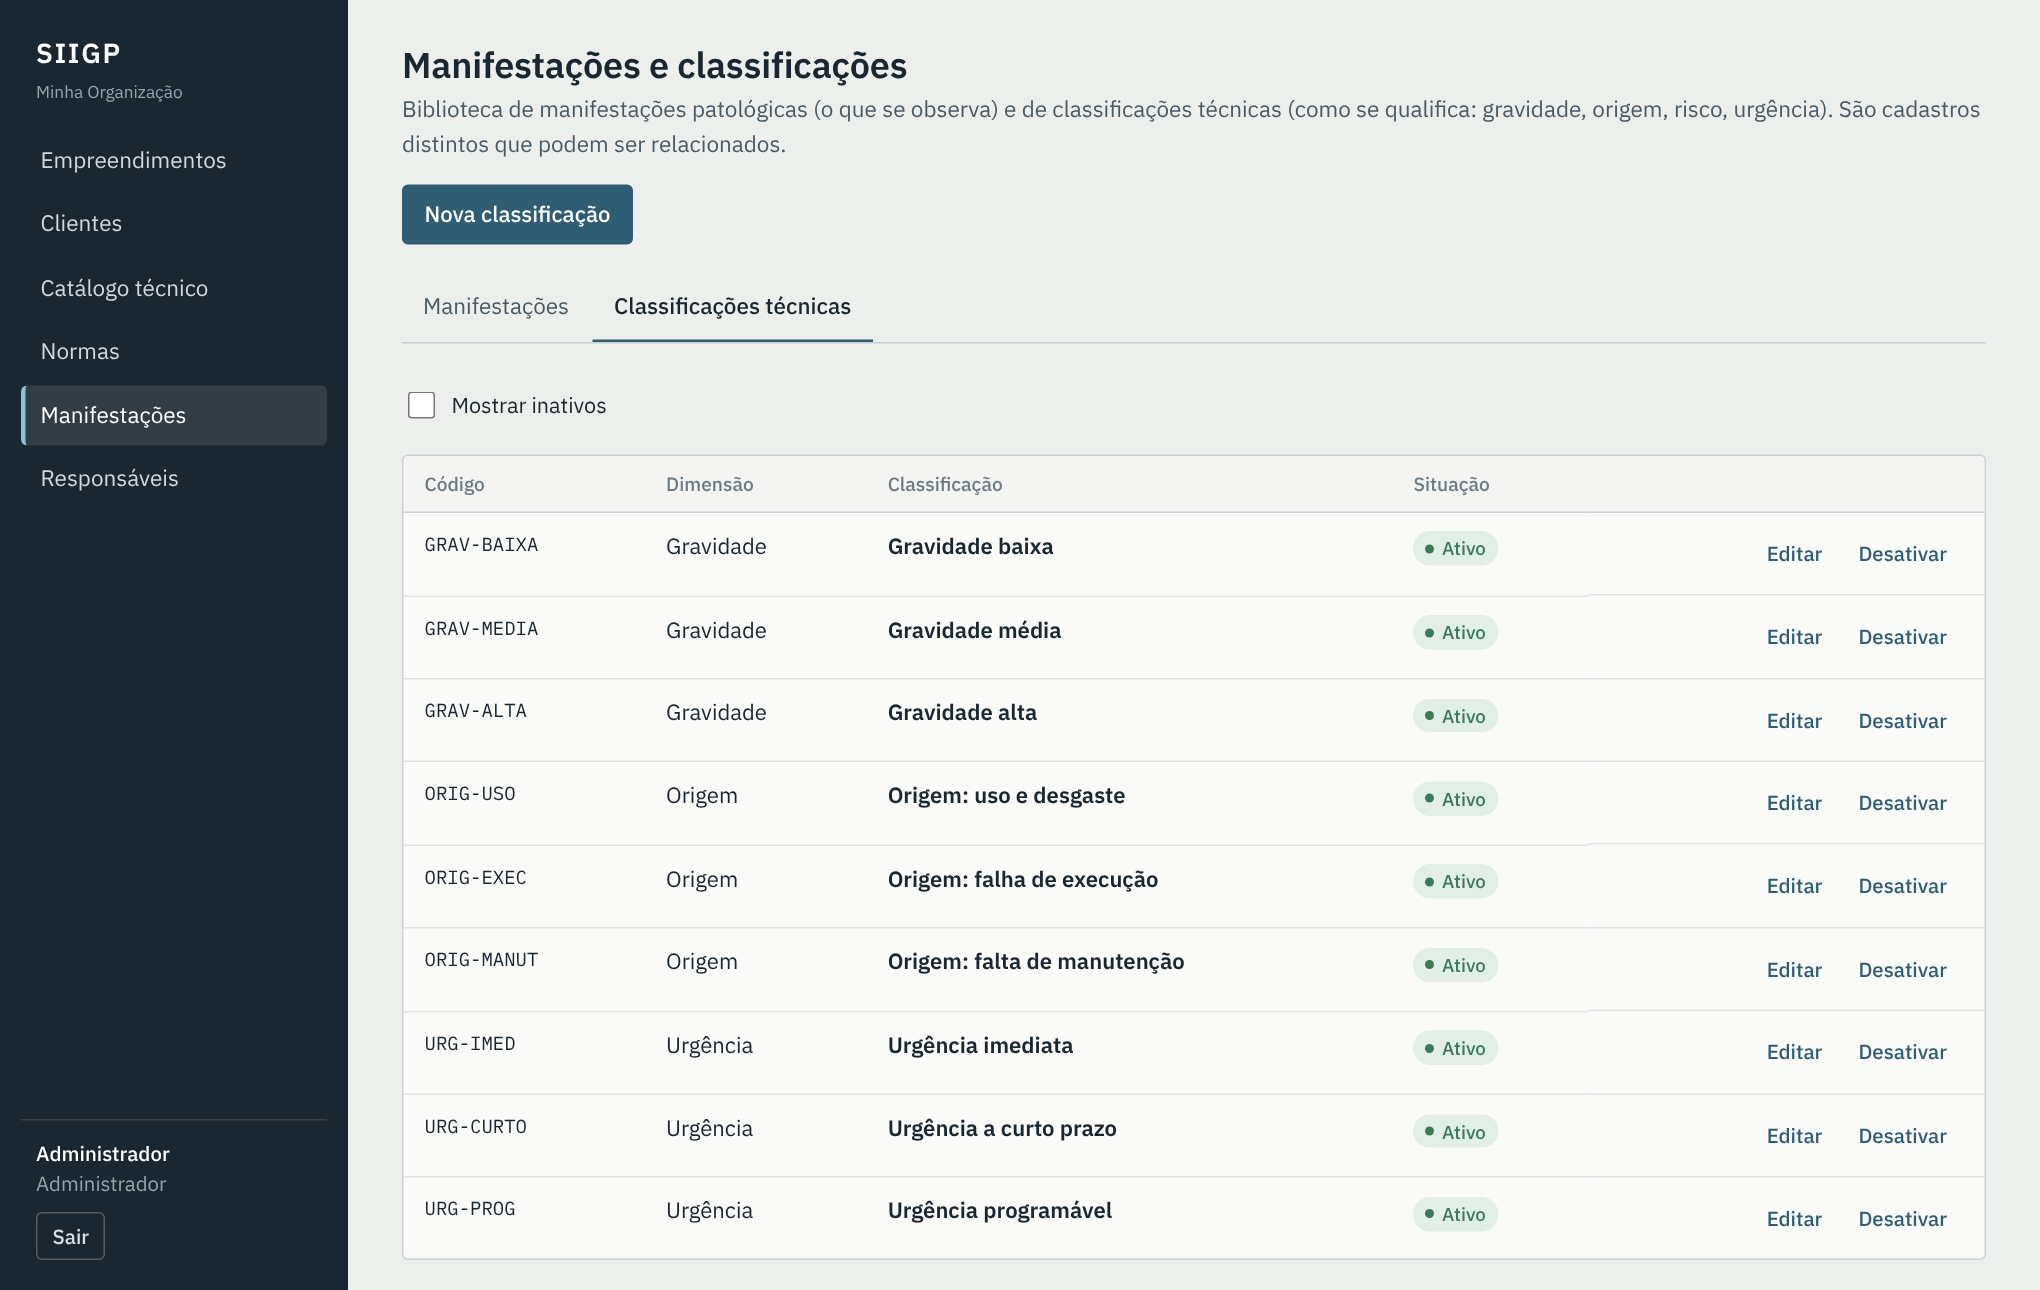 SIIGP
Minha Organização
Empreendimentos
Clientes
Catálogo técnico
Normas
Manifestações
Responsáveis
Administrador
Administrador
Sair
Manifestações e classificações
Biblioteca de manifestações patológicas (o que se observa) e de classificações técnicas (como se qualifica: gravidade, origem, risco, urgência). São cadastros
distintos que podem ser relacionados.
Nova classificação
Manifestações Classificações técnicas
Mostrar inativos
Código Dimensão Classificação Situação
GRAV-BAIXA Gravidade Gravidade baixa Ativo Editar Desativar
GRAV-MEDIA Gravidade Gravidade média Ativo Editar Desativar
GRAV-ALTA Gravidade Gravidade alta Ativo Editar Desativar
ORIG-USO Origem Origem: uso e desgaste Ativo Editar Desativar
ORIG-EXEC Origem Origem: falha de execução Ativo Editar Desativar
ORIG-MANUT Origem Origem: falta de manutenção Ativo Editar Desativar
URG-IMED Urgência Urgência imediata Ativo Editar Desativar
URG-CURTO Urgência Urgência a curto prazo Ativo Editar Desativar
URG-PROG Urgência Urgência programável Ativo Editar Desativar